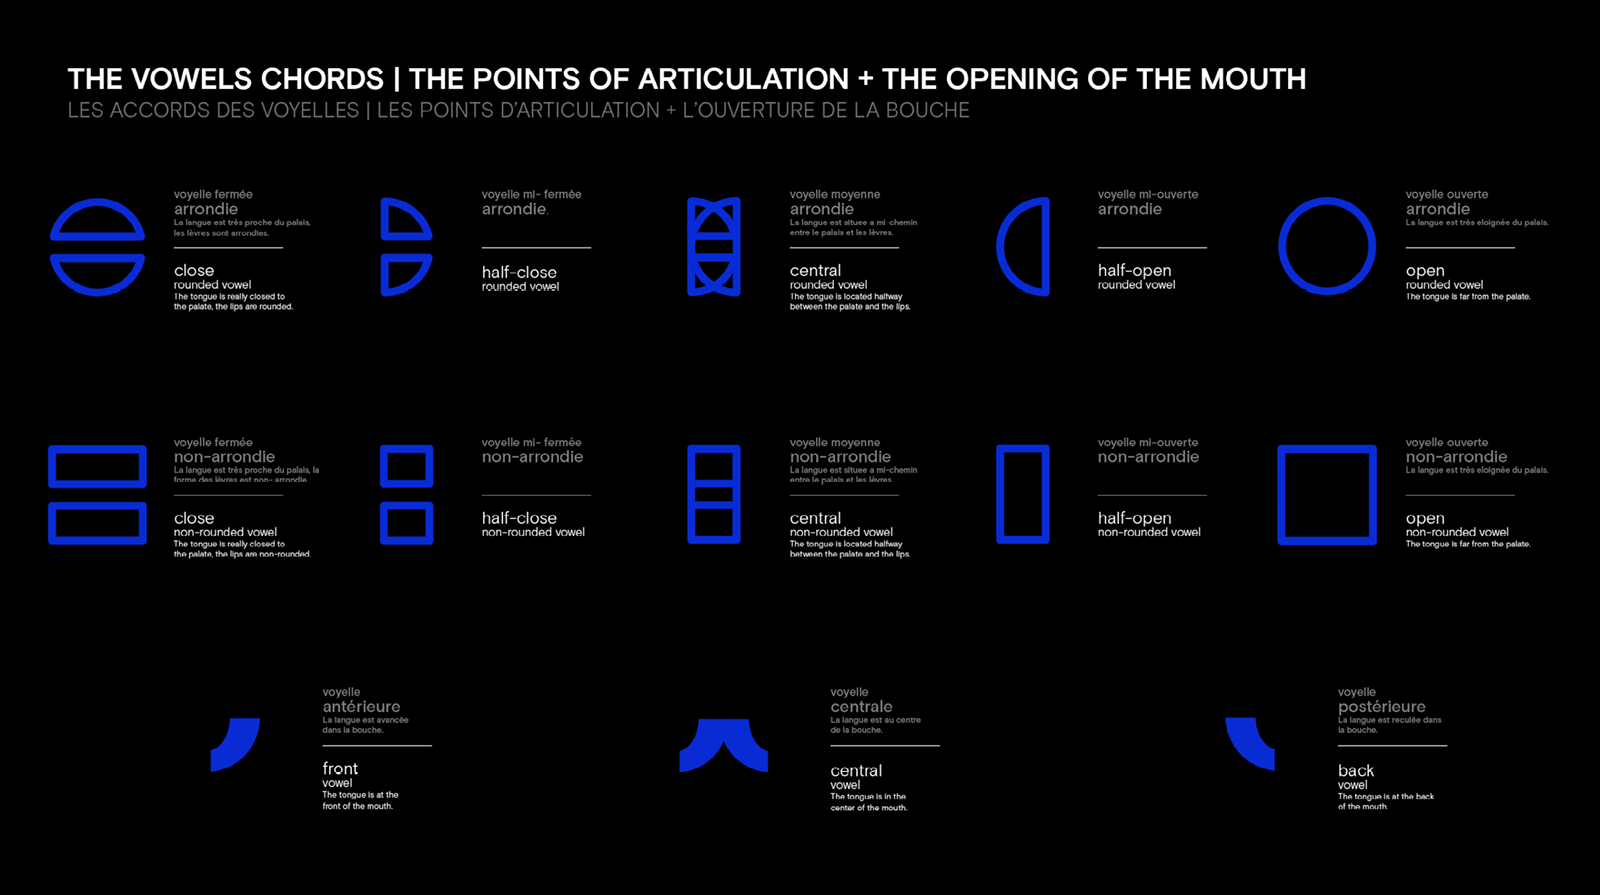 THE VOWELS CHORDS | THE POINTS OF ARTICULATION + THE OPENING OF THE MOUTH
LES ACCORDS DES VOYELLES | LES POINTS D'ARTICULATION + L'OUVERTURE DE LA BOUCHE
voyelle fermée
arrondie
La langue est très proche du palais,
les lèvres sont arrondies.
close
rounded vowel
The tongue is really closed to
the palate, the lips are rounded.
voyelle mi- fermée
arrondie.
half-close
rounded vowel
voyelle moyenne
arrondie
La langue est situee a mi-chemin
entre le palais et les lèvres.
central
rounded vowel
The tongue is located halfway
between the palate and the lips.
voyelle mi-ouverte
arrondie
half-open
rounded vowel
voyelle ouverte
arrondie
La langue est très eloignée du palais.
open
rounded vowel
The tongue is far from the palate.
voyelle fermée
non-arrondie
La langue est très proche du palais, la
forme des lèvres est non- arrondie
close
non-rounded vowel
The tongue is really closed to
the palate, the lips are non-rounded.
voyelle mi- fermée
non-arrondie
half-close
non-rounded vowel
voyelle moyenne
non-arrondie
La langue est situee a mi-chemin
entre le palais et les lèvres.
central
non-rounded vowel
The tongue is located halfway
between the palate and the lips.
voyelle mi-ouverte
non-arrondie
half-open
non-rounded vowel
voyelle ouverte
non-arrondie
La langue est très eloignée du palais.
open
non-rounded vowel
The tongue is far from the palate.
voyelle
antérieure
La langue est avancée
dans la bouche.
front
vowel
The tongue is at the
front of the mouth.
voyelle
centrale
La langue est au centre
de la bouche.
central
vowel
The tongue is in the
center of the mouth.
voyelle
postérieure
La langue est reculée dans
la bouche.
back
vowel
The tongue is at the back
of the mouth.